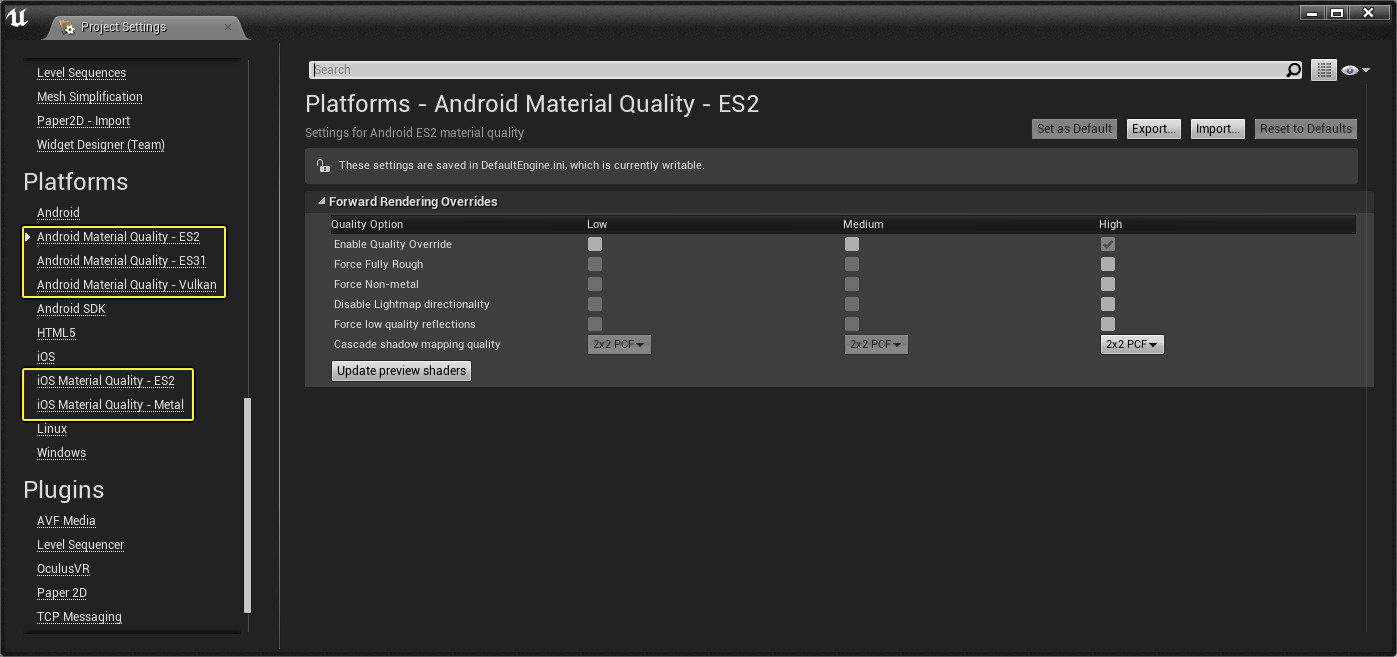 Project Settings
Level Sequences
Mesh Simplification
Paper2D - Import
Widget Designer (Team)
Platforms
Android
Android Material Quality - ES2
Android Material Quality - ES31
Android Material Quality - Vulkan
Android SDK
HTML5
iOS
iOS Material Quality - ES2
iOS Material Quality - Metal
Linux
Windows
Plugins
AVF Media
Level Sequencer
OculusVR
Paper 2D
TCP Messaging
Search
Platforms - Android Material Quality - ES2
Settings for Android ES2 material quality
Set as Default Export... Import... Reset to Defaults
These settings are saved in DefaultEngine.ini, which is currently writable.
Forward Rendering Overrides
Quality Option Low Medium High
Enable Quality Override
Force Fully Rough
Force Non-metal
Disable Lightmap directionality
Force low quality reflections
Cascade shadow mapping quality 2x2 PCF 2x2 PCF 2x2 PCF
Update preview shaders